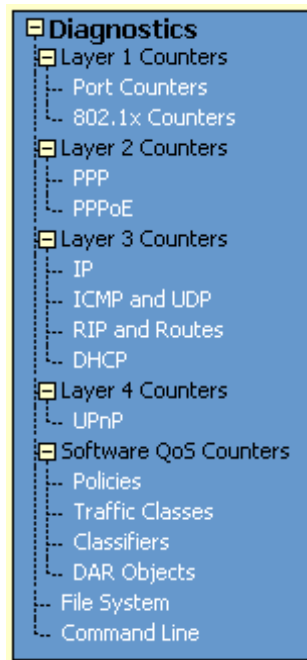 Diagnostics
Layer 1 Counters
Port Counters
802.1x Counters
Layer 2 Counters
PPP
PPPoE
Layer 3 Counters
IP
ICMP and UDP
RIP and Routes
DHCP
Layer 4 Counters
UPnP
Software QoS Counters
Policies
Traffic Classes
Classifiers
DAR Objects
File System
Command Line